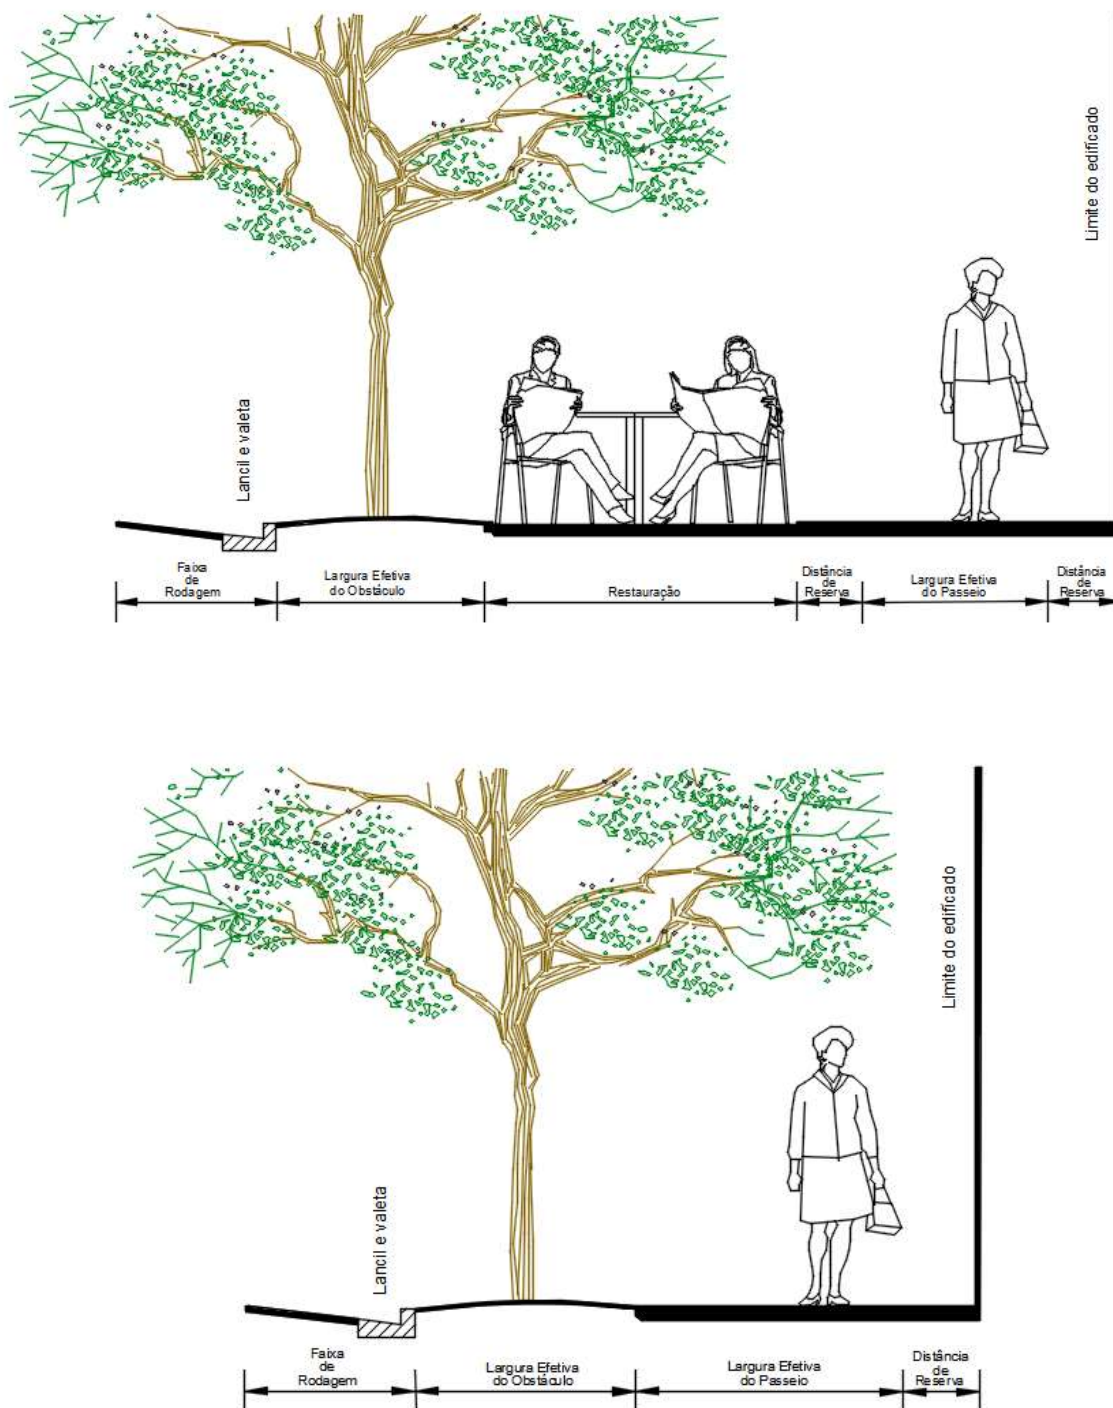 Limite do edificado
Lancil e valeta
Faixa
de
Rodagem
Largura Efetiva
do Obstáculo
Restauração
Distância
de
Reserva
Largura Efetiva
do Passeio
Distância
de
Reserva
Limite do edificado
Lancil e valeta
Faixa
de
Rodagem
Largura Efetiva
do Obstáculo
Largura Efetiva
do Passeio
Distância
de
Reserva